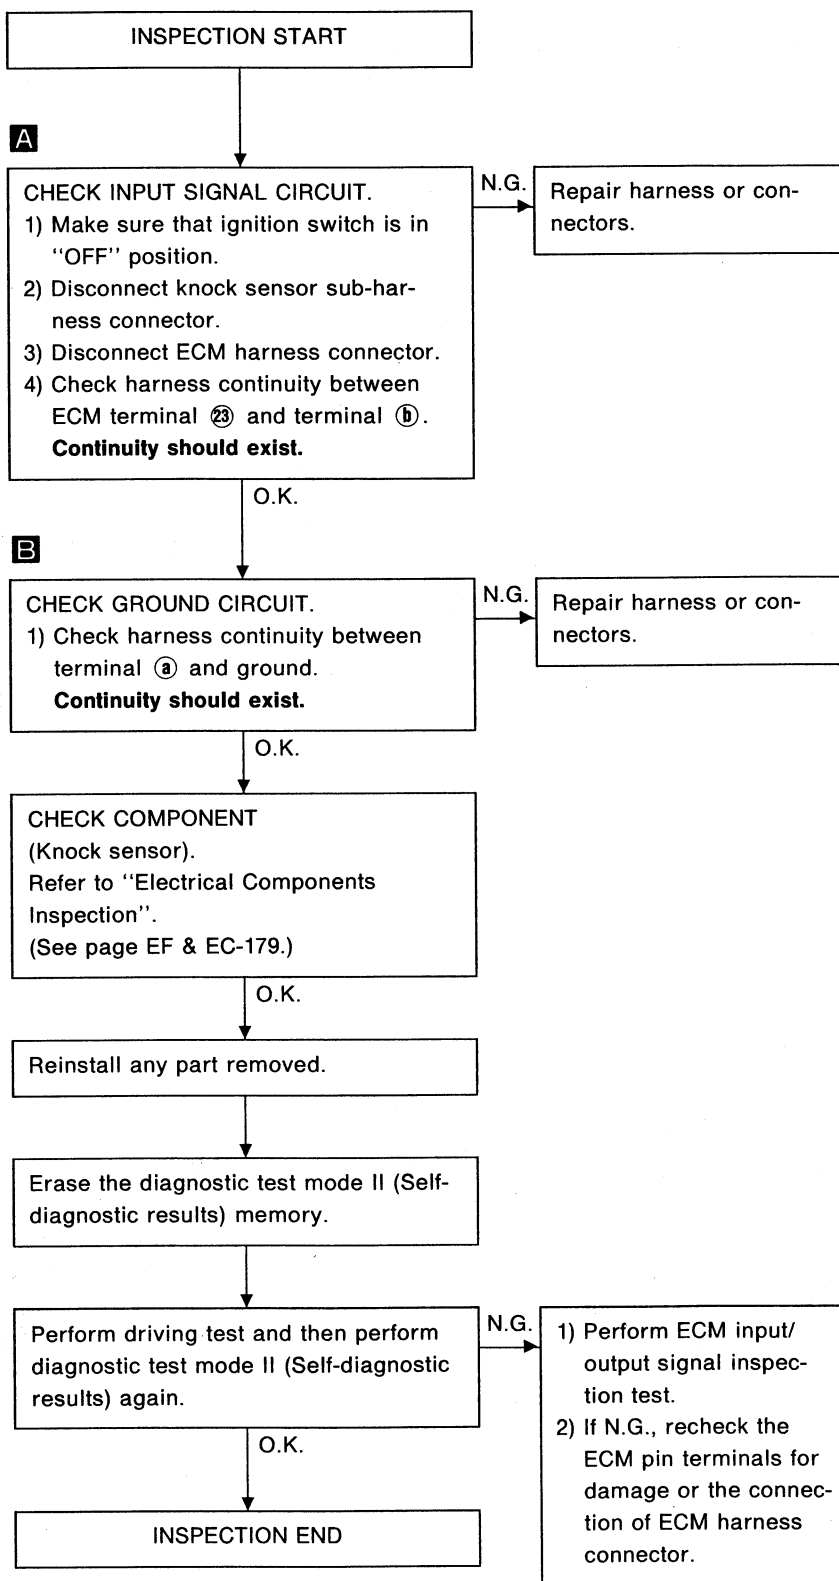 INSPECTION START
A
CHECK INPUT SIGNAL CIRCUIT.
1) Make sure that ignition switch is in
“OFF” position.
2) Disconnect knock sensor sub-har-
ness connector.
3) Disconnect ECM harness connector.
4) Check harness continuity between
ECM terminal ㉓ and terminal ⓑ.
Continuity should exist.
N.G.
Repair harness or con-
nectors.
O.K.
B
CHECK GROUND CIRCUIT.
1) Check harness continuity between
terminal ⓐ and ground.
Continuity should exist.
N.G.
Repair harness or con-
nectors.
O.K.
CHECK COMPONENT
(Knock sensor).
Refer to “Electrical Components
Inspection”.
(See page EF & EC-179.)
O.K.
Reinstall any part removed.
Erase the diagnostic test mode II (Self-
diagnostic results) memory.
Perform driving test and then perform
diagnostic test mode II (Self-diagnostic
results) again.
N.G.
1) Perform ECM input/
output signal inspec-
tion test.
2) If N.G., recheck the
ECM pin terminals for
damage or the connec-
tion of ECM harness
connector.
O.K.
INSPECTION END